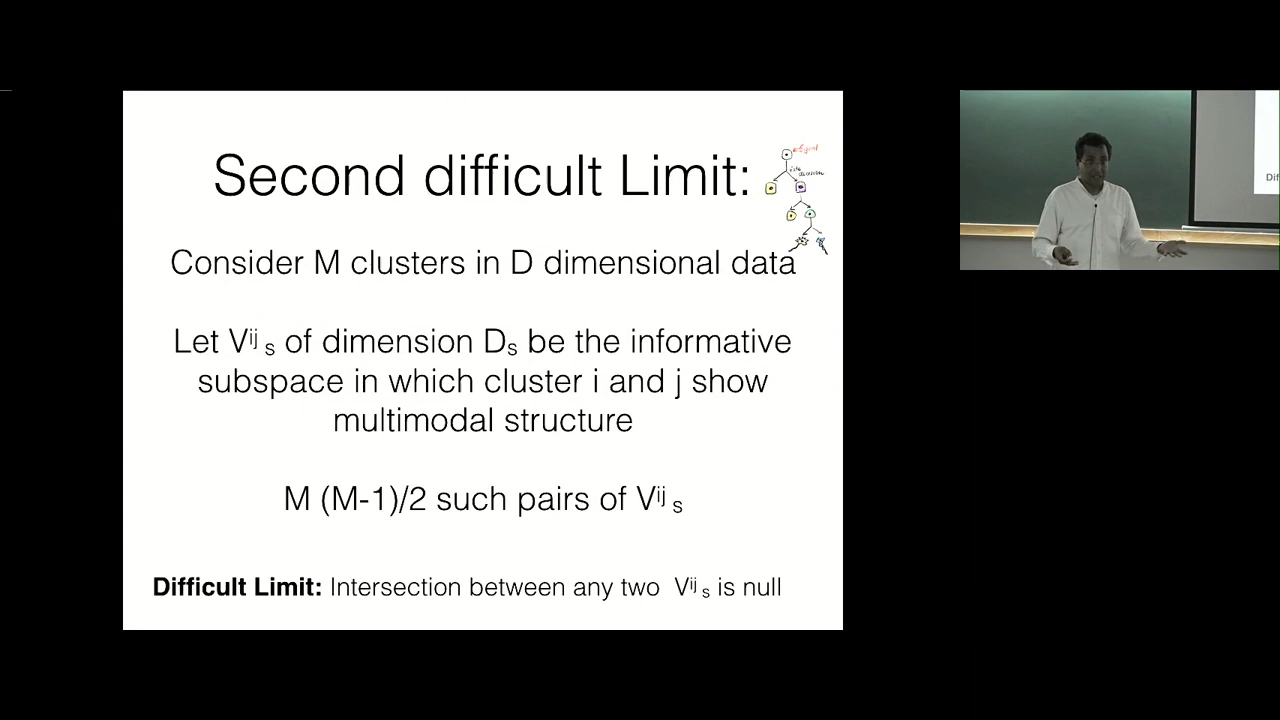 Second difficult Limit:
Consider M clusters in D dimensional data
Let Vij s of dimension Ds be the informative
subspace in which cluster i and j show
multimodal structure
M (M-1)/2 such pairs of Vij s
Difficult Limit: Intersection between any two Vij s is null
Dif